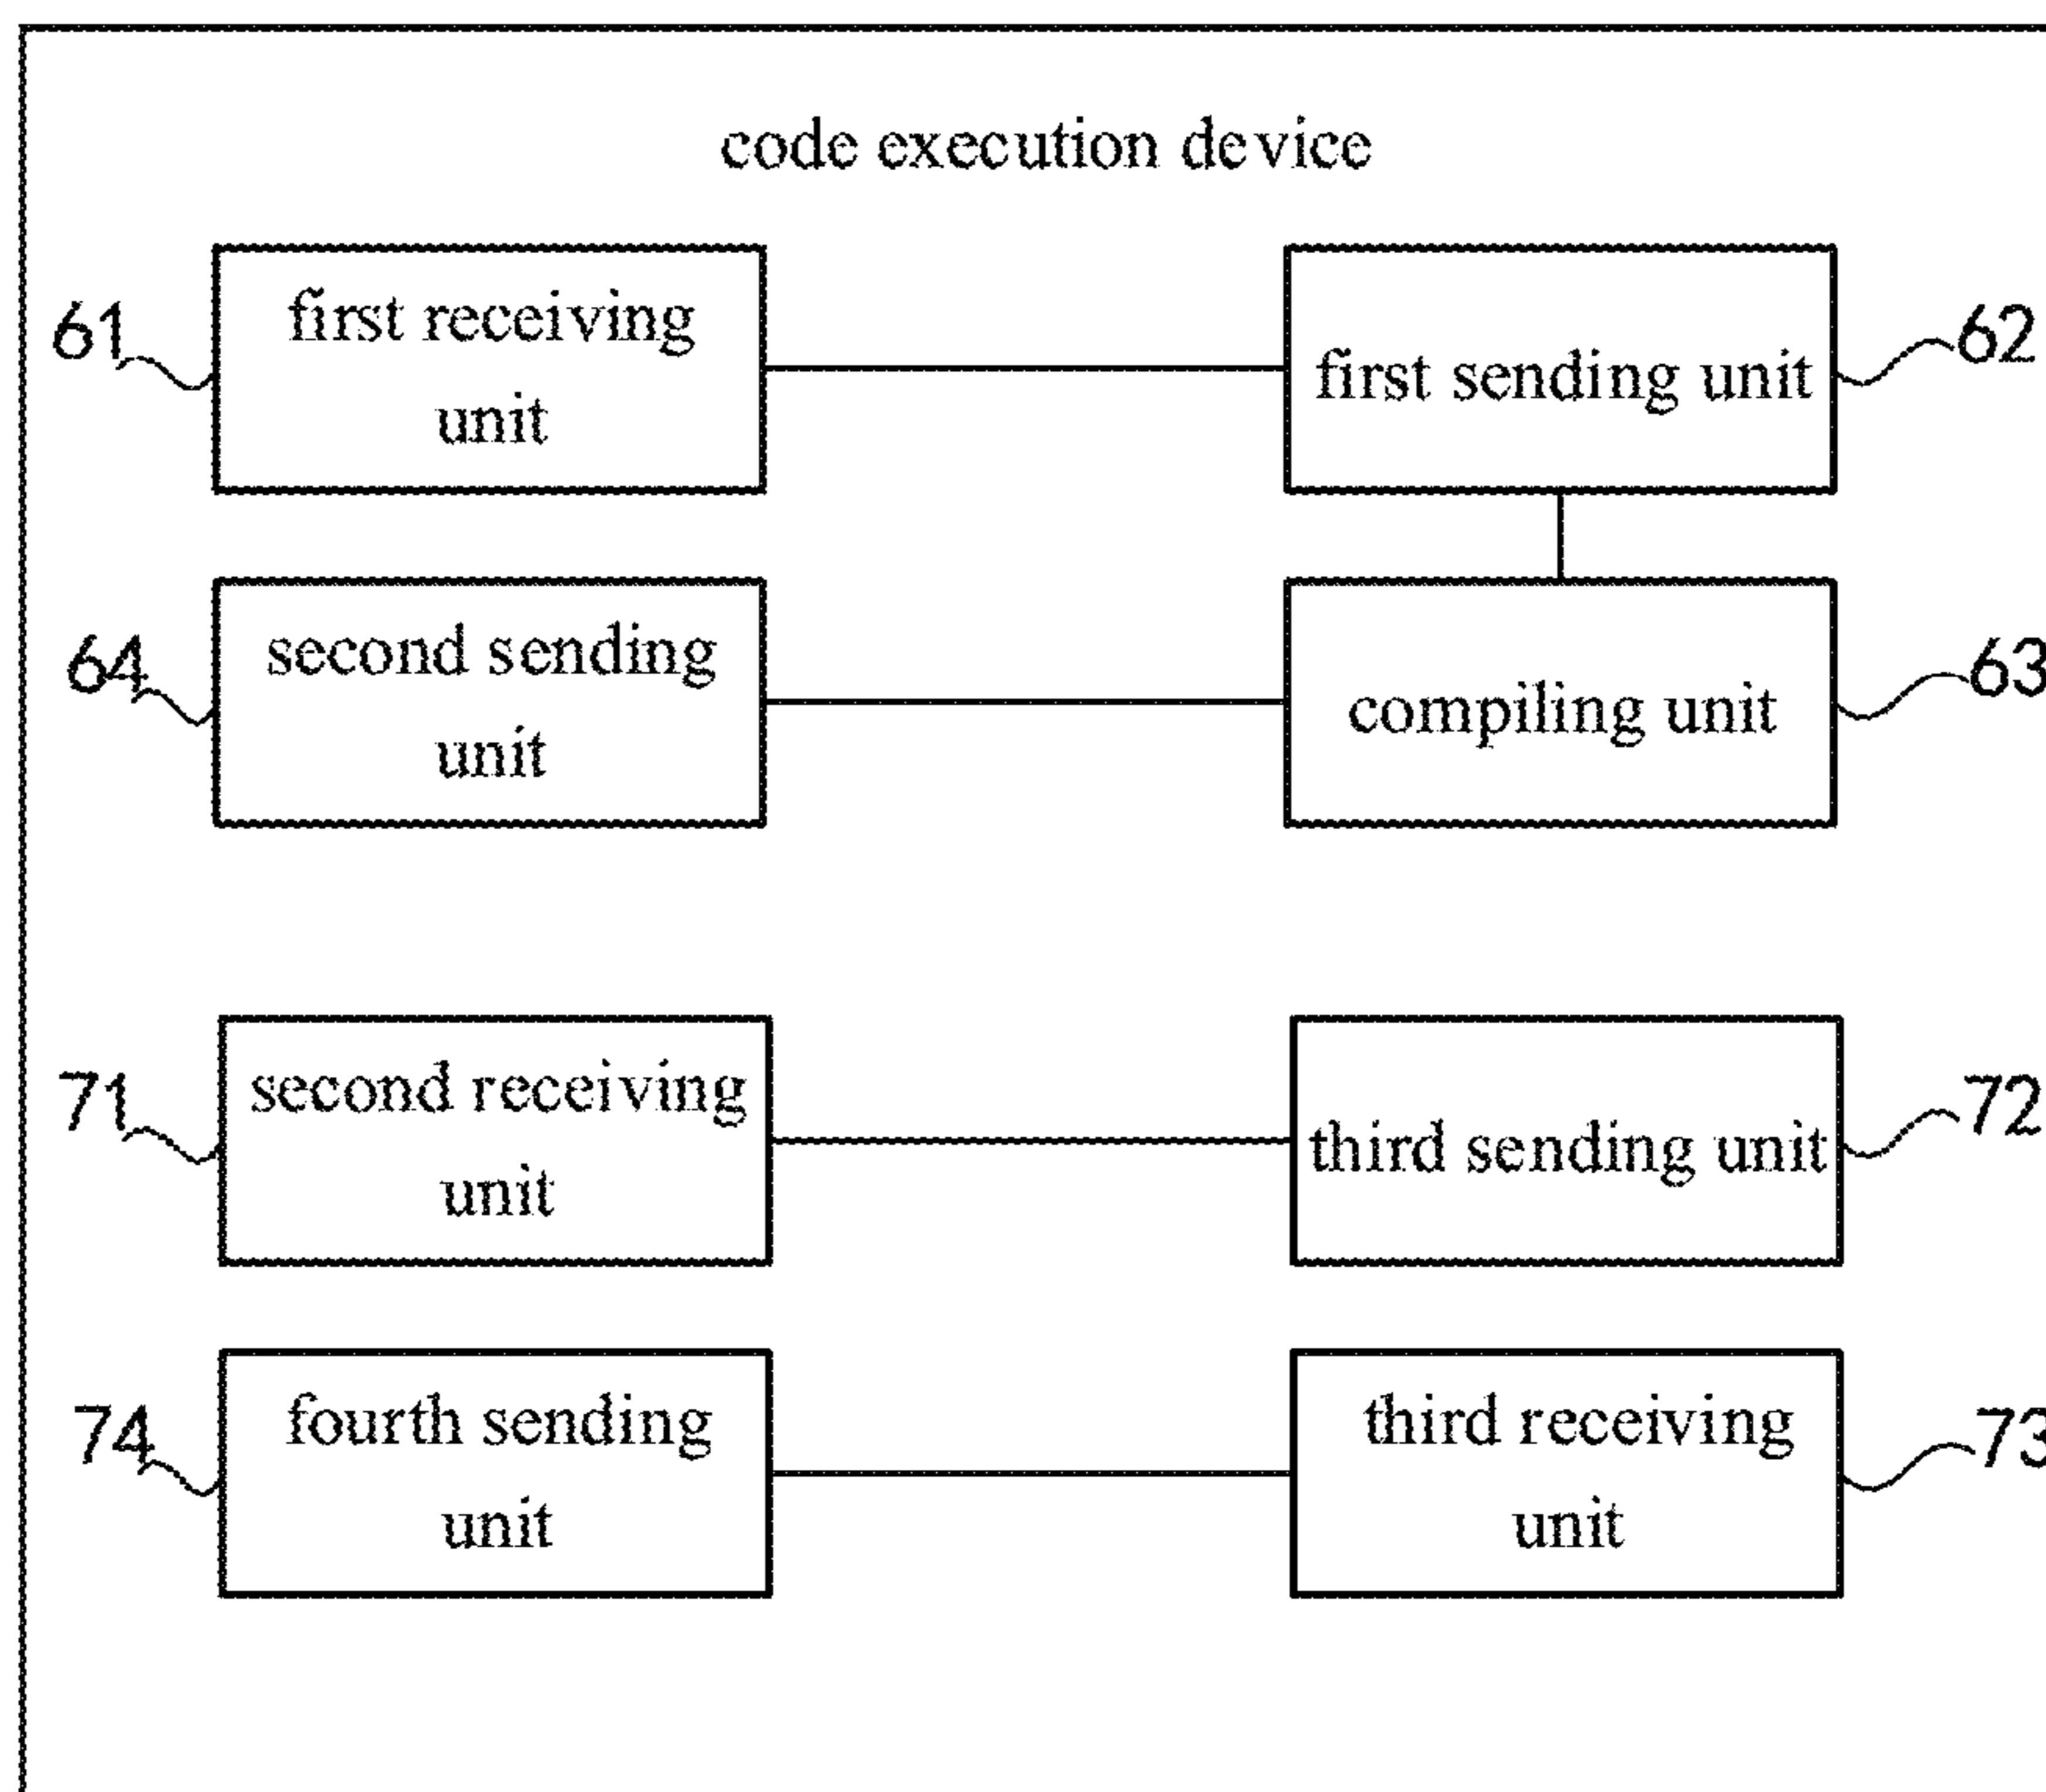 code execution device
61
first receiving
unit
first sending unit
62
64
second sending
unit
compiling unit
63
71
second receiving
unit
third sending unit
72
74
fourth sending
unit
third receiving
unit
73